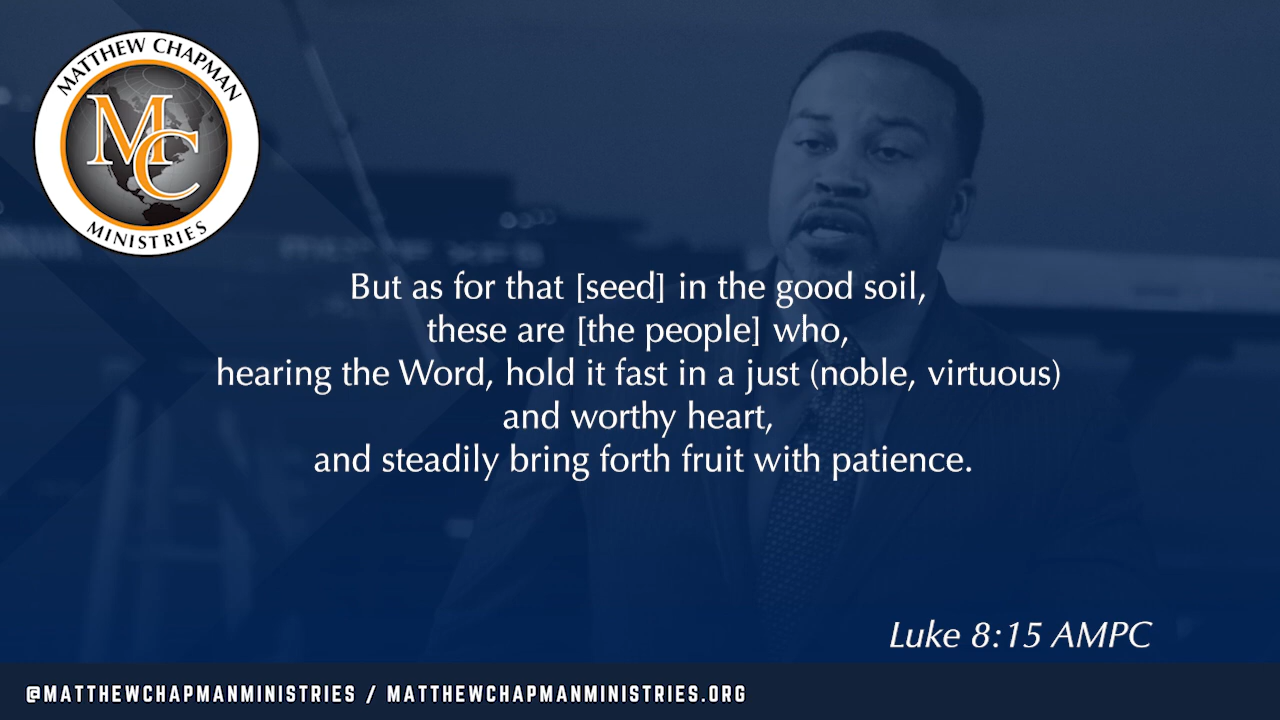 MATTHEW CHAPMAN
MC
MINISTRIES
But as for that [seed] in the good soil,
these are [the people] who,
hearing the Word, hold it fast in a just (noble, virtuous)
and worthy heart,
and steadily bring forth fruit with patience.
Luke 8:15 AMPC
@MATTHEWCHAPMANMINISTRIES / MATTHEWCHAPMANMINISTRIES.ORG